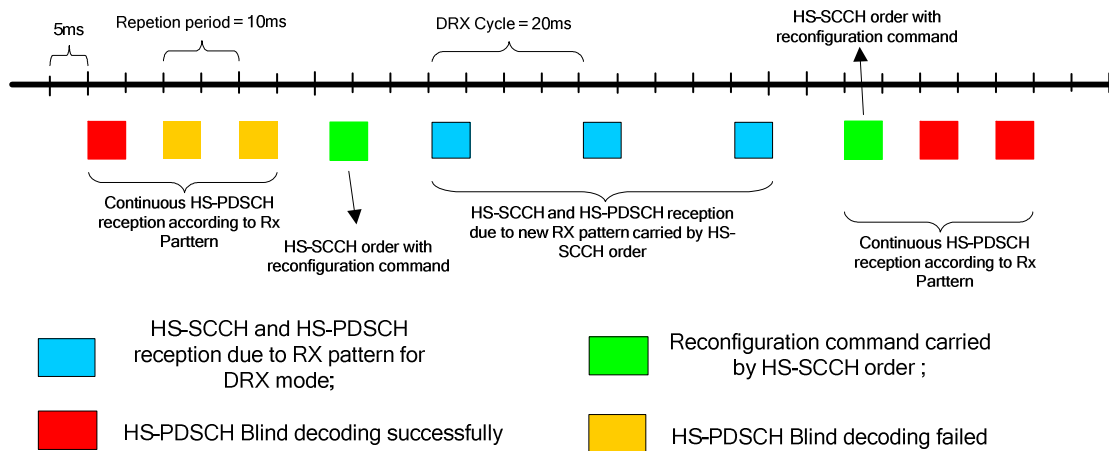 5ms
Repetion period = 10ms
DRX Cycle = 20ms
HS-SCCH order with
reconfiguration command
Continuous HS-PDSCH
reception according to Rx
Parttern
HS-SCCH order with
reconfiguration command
HS-SCCH and HS-PDSCH reception
due to new RX pattern carried by HS-
SCCH order
Continuous HS-PDSCH
reception according to Rx
Parttern
HS-SCCH and HS-PDSCH
reception due to RX pattern for
DRX mode;
Reconfiguration command carried
by HS-SCCH order ;
HS-PDSCH Blind decoding successfully
HS-PDSCH Blind decoding failed